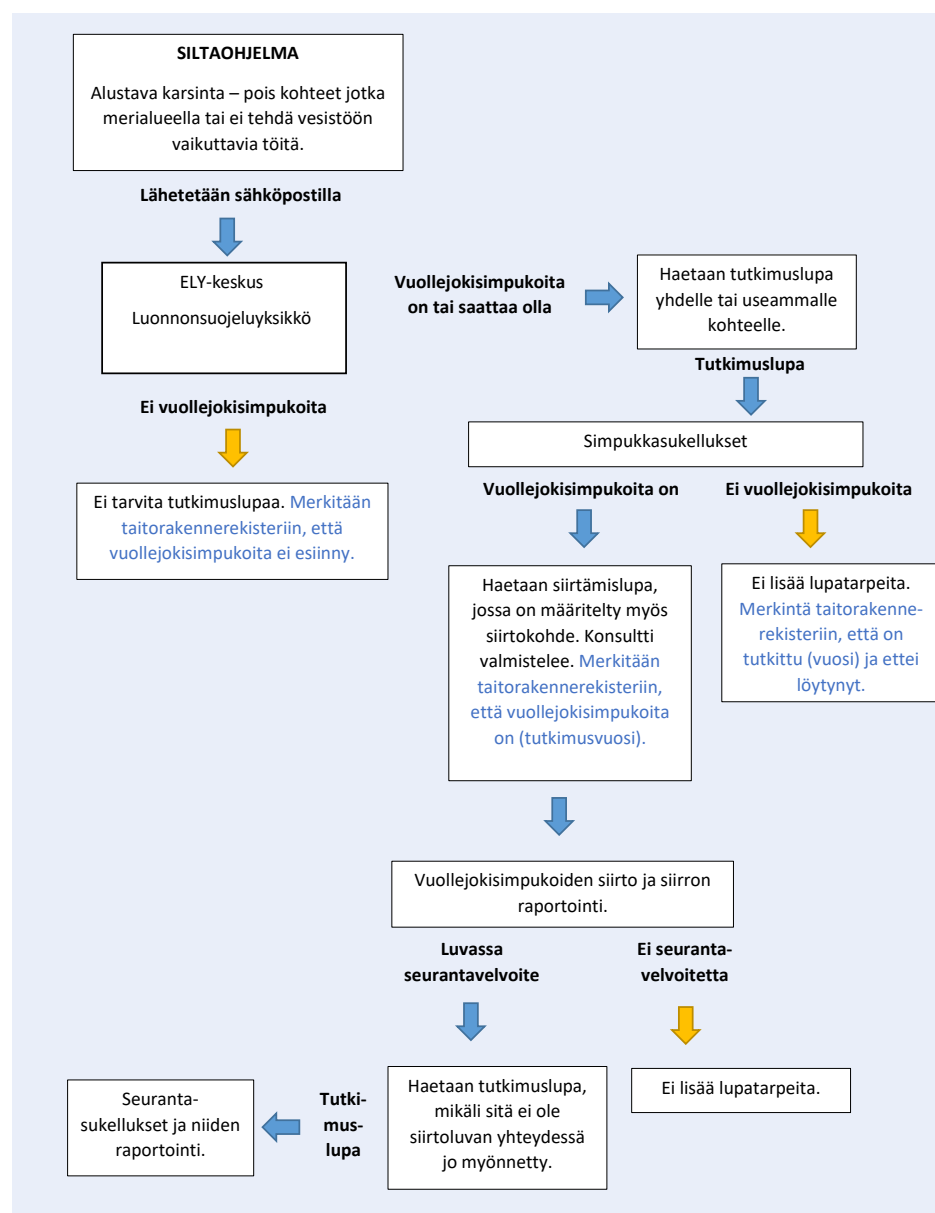 SILTAOHJELMA
Alustava karsinta – pois kohteet jotka
merialueella tai ei tehdä vesistöön
vaikuttavia töitä.
Lähetetään sähköpostilla
ELY-keskus
Luonnonsuojeluyksikkö
Vuollejokisimpukoita
on tai saattaa olla
Haetaan tutkimuslupa
yhdelle tai useammalle
kohteelle.
Tutkimuslupa
Ei vuollejokisimpukoita
Ei tarvita tutkimuslupaa. Merkitään
taitorakennerekisteriin, että
vuollejokisimpukoita ei esiinny.
Simpukkasukellukset
Vuollejokisimpukoita on
Ei vuollejokisimpukoita
Haetaan siirtämislupa,
jossa on määritelty myös
siirtokohde. Konsultti
valmistelee. Merkitään
taitorakennerekisteriin,
että vuollejokisimpukoita
on (tutkimusvuosi).
Ei lisää lupatarpeita.
Merkintä taitorakenne-
rekisteriin, että on
tutkittu (vuosi) ja ettei
löytynyt.
Vuollejokisimpukoiden siirto ja siirron
raportointi.
Luvassa
seurantavelvoite
Ei seuranta-
velvoitetta
Haetaan tutkimuslupa,
mikäli sitä ei ole
siirtoluvan yhteydessä
jo myönnetty.
Ei lisää lupatarpeita.
Tutki-
mus-
lupa
Seuranta-
sukellukset ja niiden
raportointi.